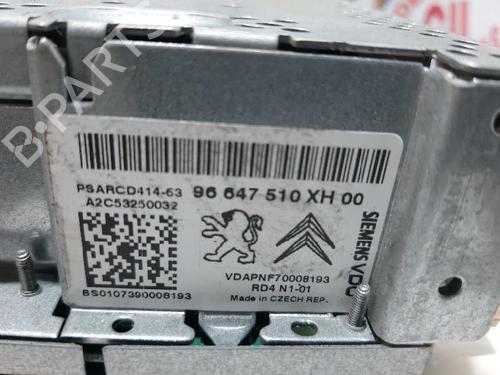 PSARCD414-63 96 647 510 XH 00
A2C53250032
SIEMENS VDO
VDAPNF70008193
RD4 N1-01
BS0107390008193 Made in CZECH REP.
B-PARTS